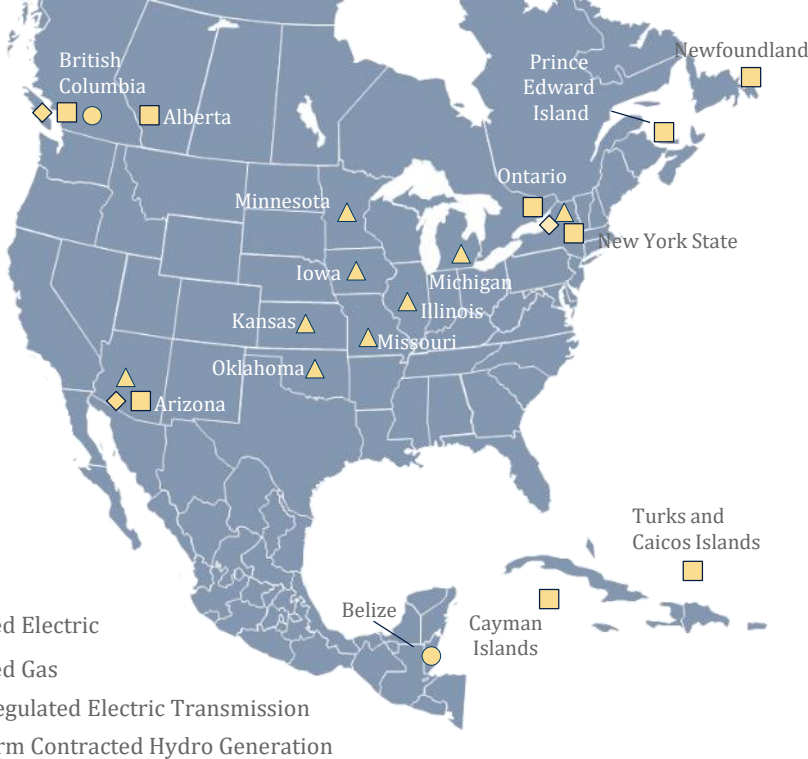 British
Columbia
Alberta
Prince
Edward
Island
Newfoundland
Ontario
New York State
Minnesota
Iowa
Michigan
Illinois
Kansas
Missouri
Oklahoma
Arizona
Turks and
Caicos Islands
Belize
Cayman
Islands
ed Electric
ed Gas
egulated Electric Transmission
rm Contracted Hydro Generation